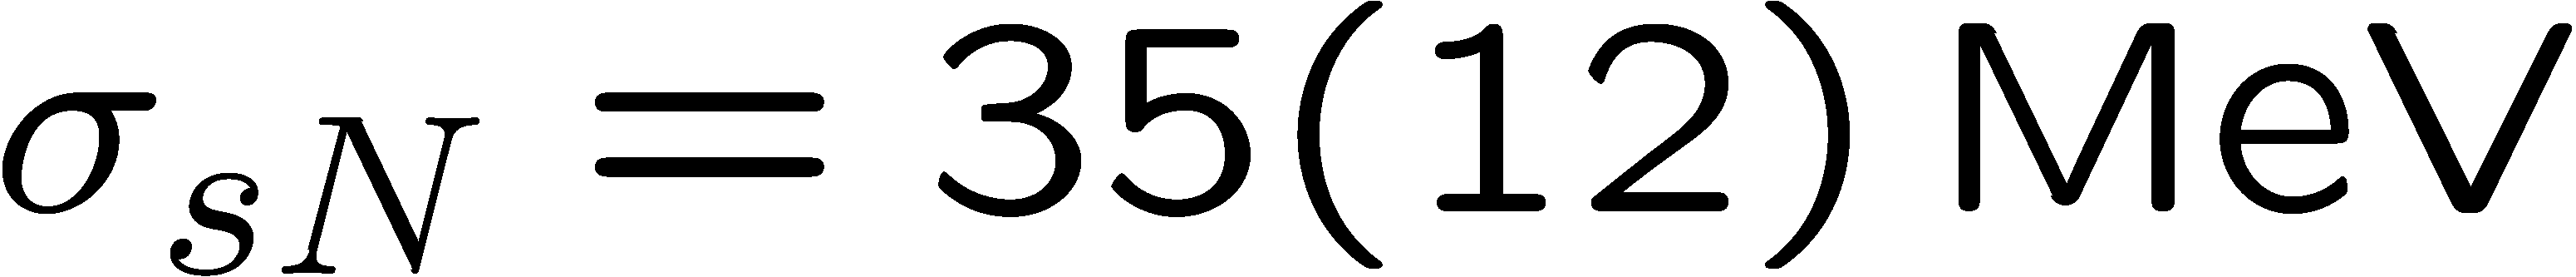 σ_{sN} = 35(12) MeV